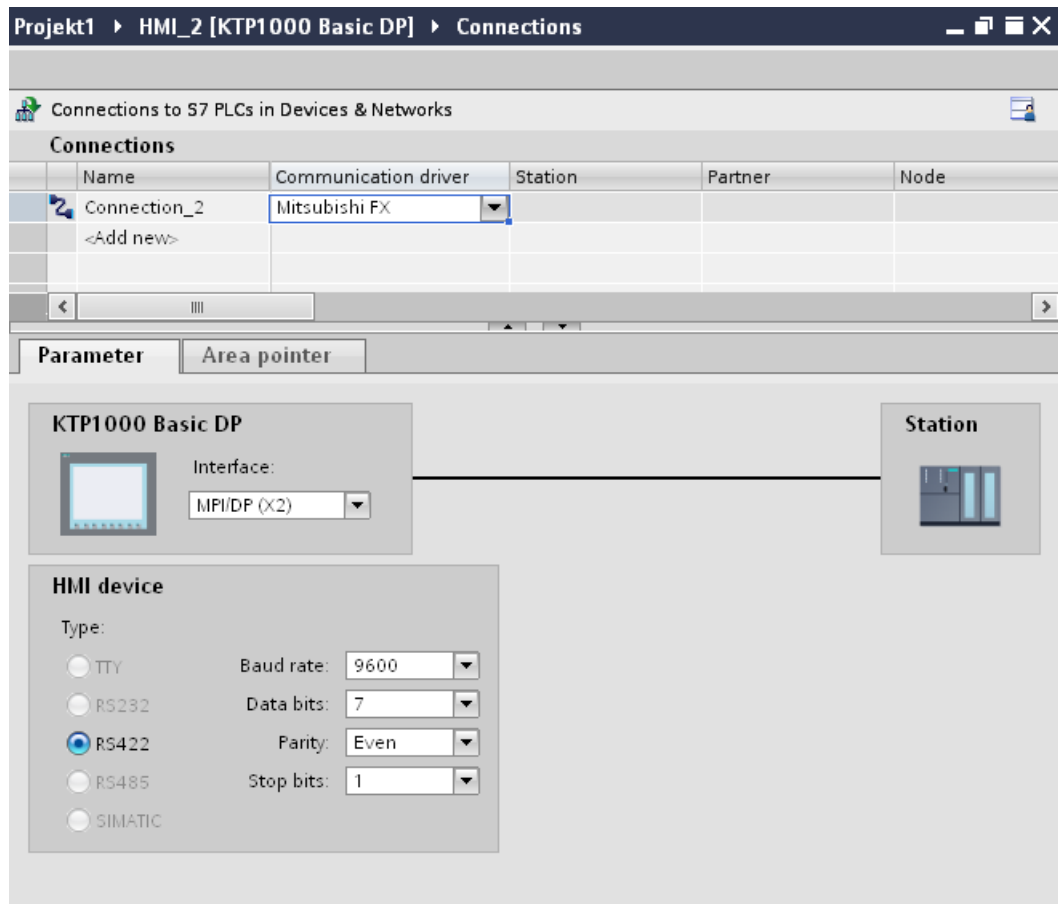 Projekt1 ▸ HMI_2 [KTP1000 Basic DP] ▸ Connections
Connections to S7 PLCs in Devices & Networks
Connections
Name Communication driver Station Partner Node
Connection_2 Mitsubishi FX
<Add new>
Parameter Area pointer
KTP1000 Basic DP Station
Interface:
MPI/DP (X2)
HMI device
Type:
TTY Baud rate: 9600
RS232 Data bits: 7
RS422 Parity: Even
RS485 Stop bits: 1
SIMATIC